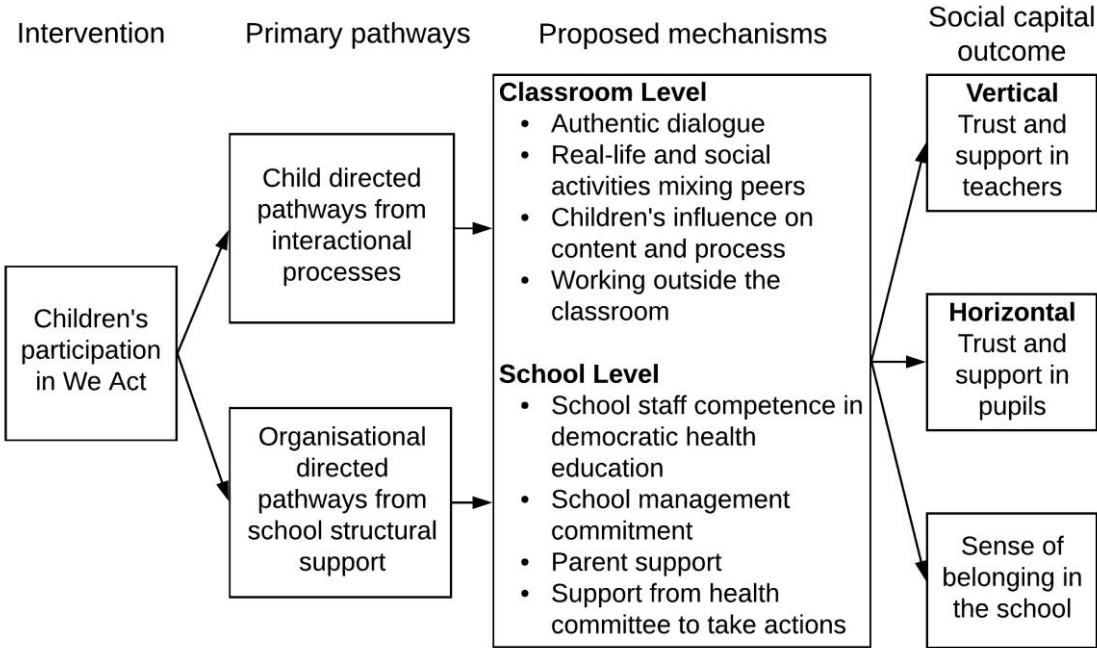 Intervention
Primary pathways
Proposed mechanisms
Social capital
outcome
Children's
participation
in We Act
Child directed
pathways from
interactional
processes
Organisational
directed
pathways from
school structural
support
Classroom Level
• Authentic dialogue
• Real-life and social
activities mixing peers
• Children's influence on
content and process
• Working outside the
classroom
School Level
• School staff competence in
democratic health
education
• School management
commitment
• Parent support
• Support from health
committee to take actions
Vertical
Trust and
support in
teachers
Horizontal
Trust and
support in
pupils
Sense of
belonging in
the school